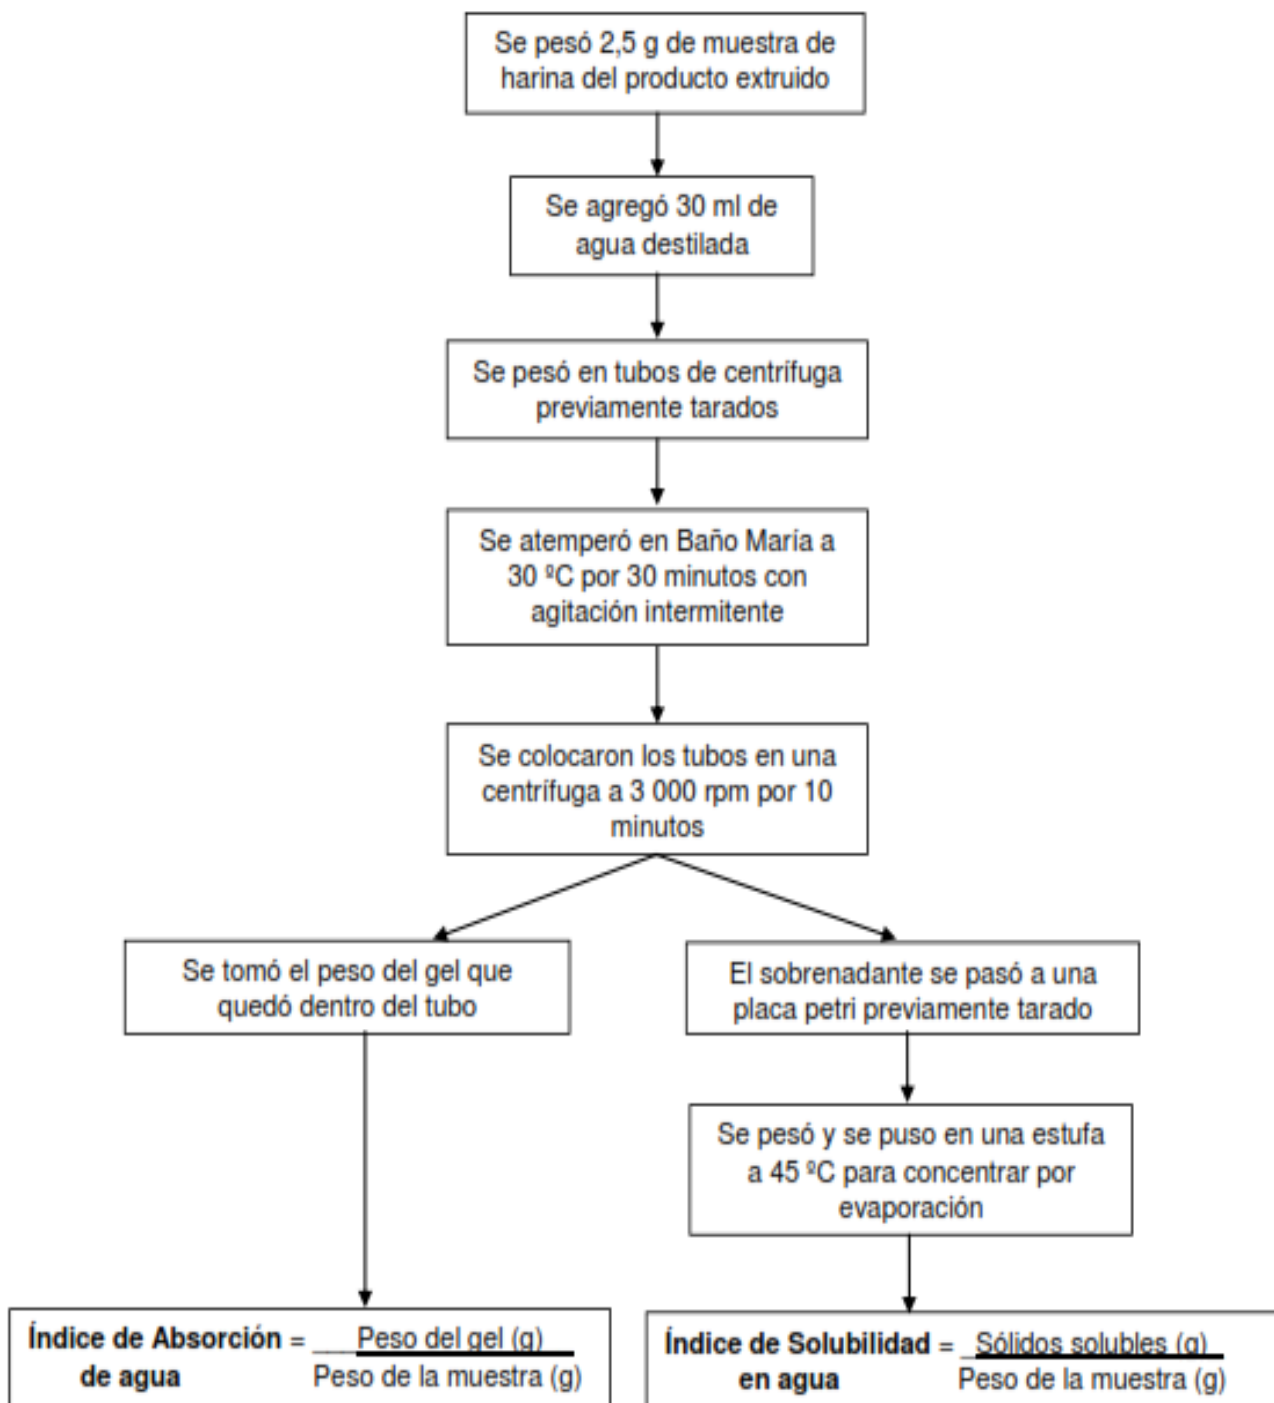 Se pesó 2,5 g de muestra de
harina del producto extruido
Se agregó 30 ml de
agua destilada
Se pesó en tubos de centrífuga
previamente tarados
Se atemperó en Baño María a
30 ºC por 30 minutos con
agitación intermitente
Se colocaron los tubos en una
centrífuga a 3 000 rpm por 10
minutos
Se tomó el peso del gel que
quedó dentro del tubo
El sobrenadante se pasó a una
placa petri previamente tarado
Se pesó y se puso en una estufa
a 45 ºC para concentrar por
evaporación
Índice de Absorción = ___Peso del gel (g)
de agua Peso de la muestra (g)
Índice de Solubilidad = _Sólidos solubles (g)
en agua Peso de la muestra (g)